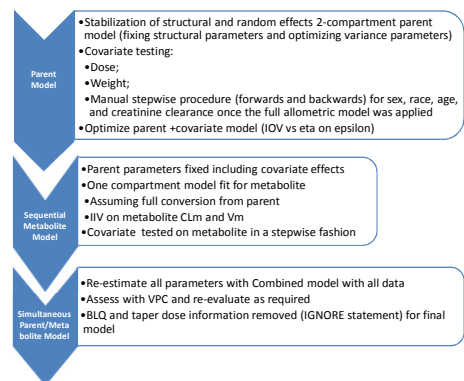 Parent
Model
•Stabilization of structural and random effects 2-compartment parent
model (fixing structural parameters and optimizing variance parameters)
•Covariate testing:
•Dose;
•Weight;
•Manual stepwise procedure (forwards and backwards) for sex, race, age,
and creatinine clearance once the full allometric model was applied
•Optimize parent +covariate model (IOV vs eta on epsilon)
Sequential
Metabolite
Model
•Parent parameters fixed including covariate effects
•One compartment model fit for metabolite
•Assuming full conversion from parent
•IIV on metabolite CLm and Vm
•Covariate tested on metabolite in a stepwise fashion
Simultaneous
Parent/Meta
bolite Model
•Re-estimate all parameters with Combined model with all data
•Assess with VPC and re-evaluate as required
•BLQ and taper dose information removed (IGNORE statement) for final
model